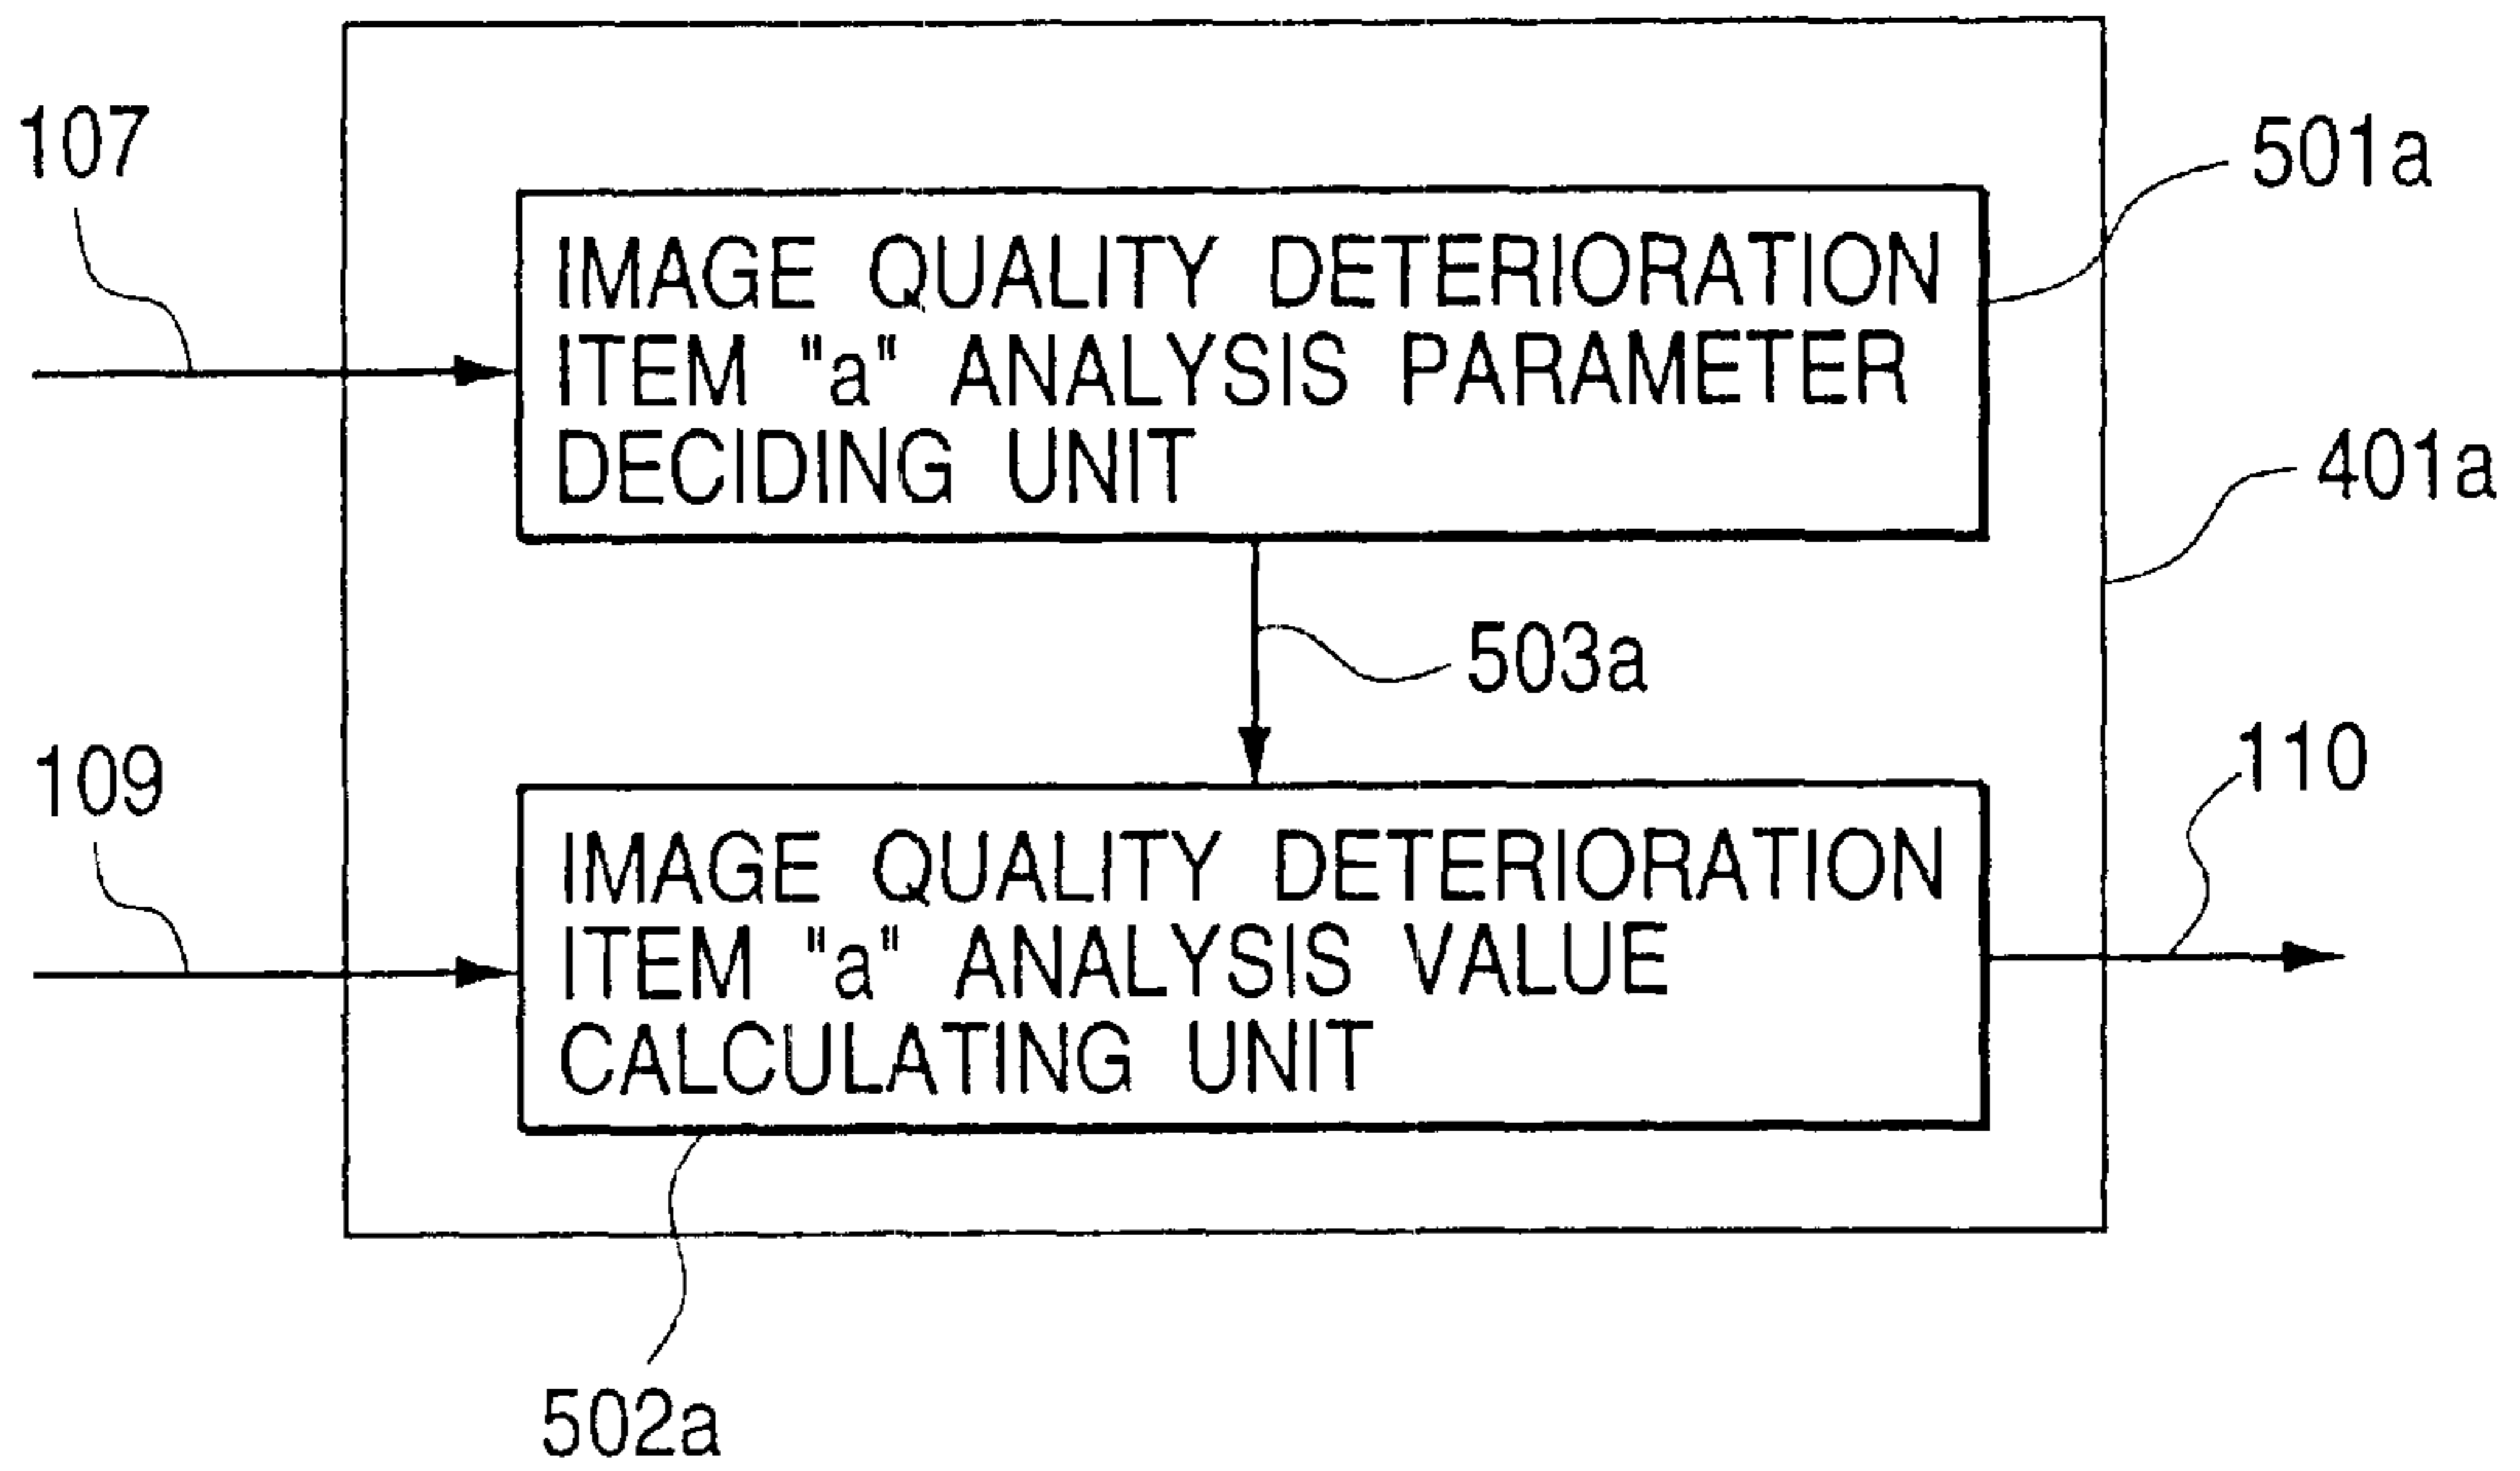 107
501a
IMAGE QUALITY DETERIORATION
ITEM "a" ANALYSIS PARAMETER
DECIDING UNIT
401a
503a
109
110
IMAGE QUALITY DETERIORATION
ITEM "a" ANALYSIS VALUE
CALCULATING UNIT
502a